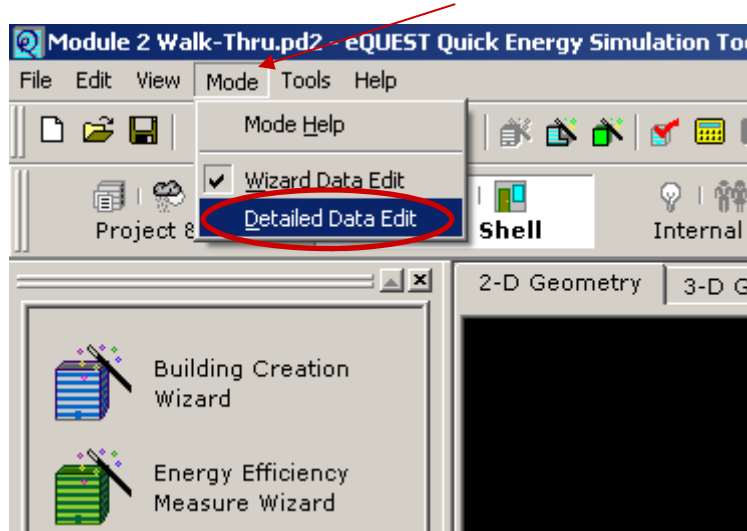 Module 2 Walk-Thru.pd2 - eQUEST Quick Energy Simulation Too
File Edit View Mode Tools Help
Mode Help
Wizard Data Edit
Detailed Data Edit
Project & Shell Internal
2-D Geometry 3-D G
Building Creation
Wizard
Energy Efficiency
Measure Wizard